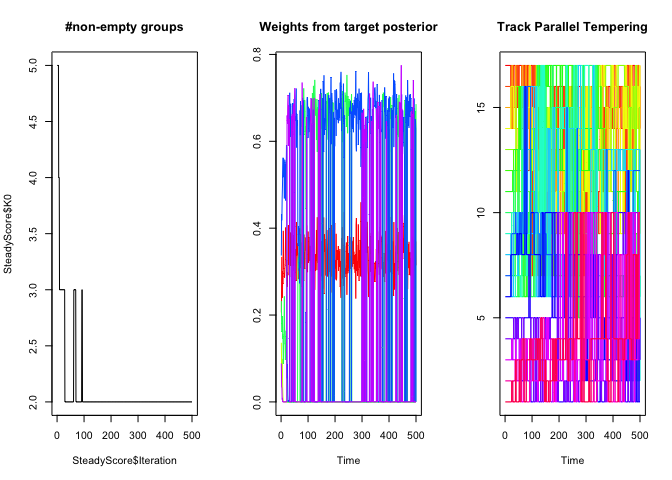 #non-empty groups
SteadyScore$K0
5.0
4.5
4.0
3.5
3.0
2.5
2.0
0 100 200 300 400 500
SteadyScore$Iteration
Weights from target posterior
0.8
0.6
0.4
0.2
0.0
0 100 200 300 400 500
Time
Track Parallel Tempering
15
10
5
0 100 200 300 400 500
Time